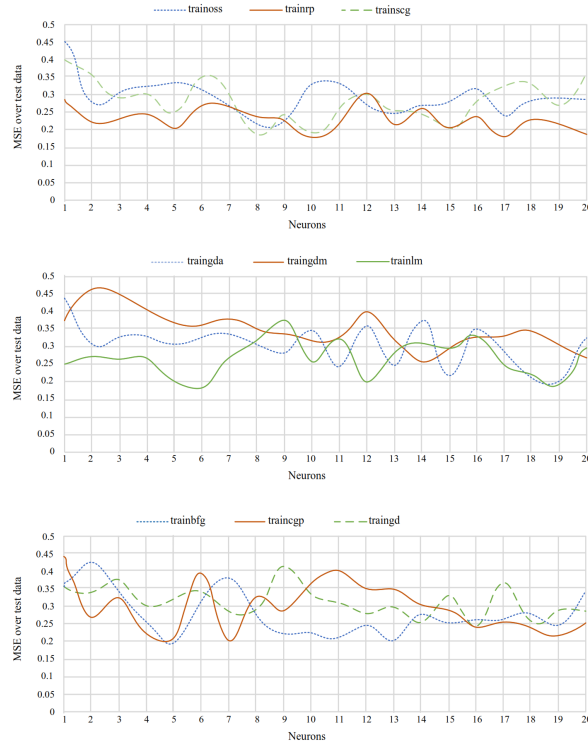 trainoss trainrp trainscg
MSE over test data
0.5
0.45
0.4
0.35
0.3
0.25
0.2
0.15
0.1
0.05
0
1 2 3 4 5 6 7 8 9 10 11 12 13 14 15 16 17 18 19 20
Neurons
traingda traingdm trainlm
MSE over test data
0.5
0.45
0.4
0.35
0.3
0.25
0.2
0.15
0.1
0.05
0
1 2 3 4 5 6 7 8 9 10 11 12 13 14 15 16 17 18 19 20
Neurons
trainbfg traincgp traingd
MSE over test data
0.5
0.45
0.4
0.35
0.3
0.25
0.2
0.15
0.1
0.05
0
1 2 3 4 5 6 7 8 9 10 11 12 13 14 15 16 17 18 19 20
Neurons